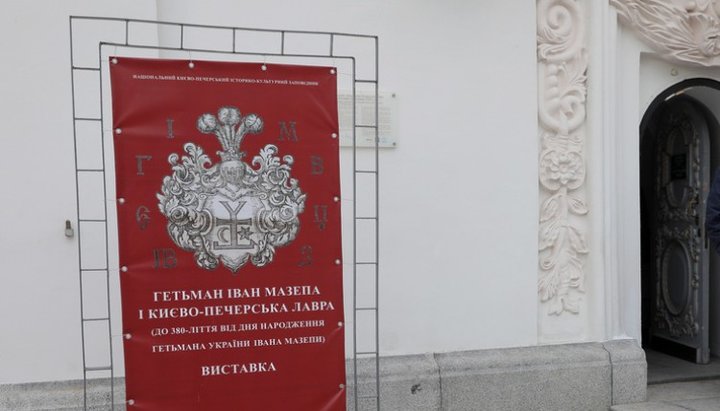 НАЦІОНАЛЬНИЙ КИЄВО-ПЕЧЕРСЬКИЙ ІСТОРИКО-КУЛЬТУРНИЙ ЗАПОВІДНИК
І М
Г В
Є Ц
ІВ З
ГЕТЬМАН ІВАН МАЗЕПА
І КИЄВО-ПЕЧЕРСЬКА ЛАВРА
(ДО 380-ЛІТТЯ ВІД ДНЯ НАРОДЖЕННЯ
ГЕТЬМАНА УКРАЇНИ ІВАНА МАЗЕПИ)
ВИСТАВКА